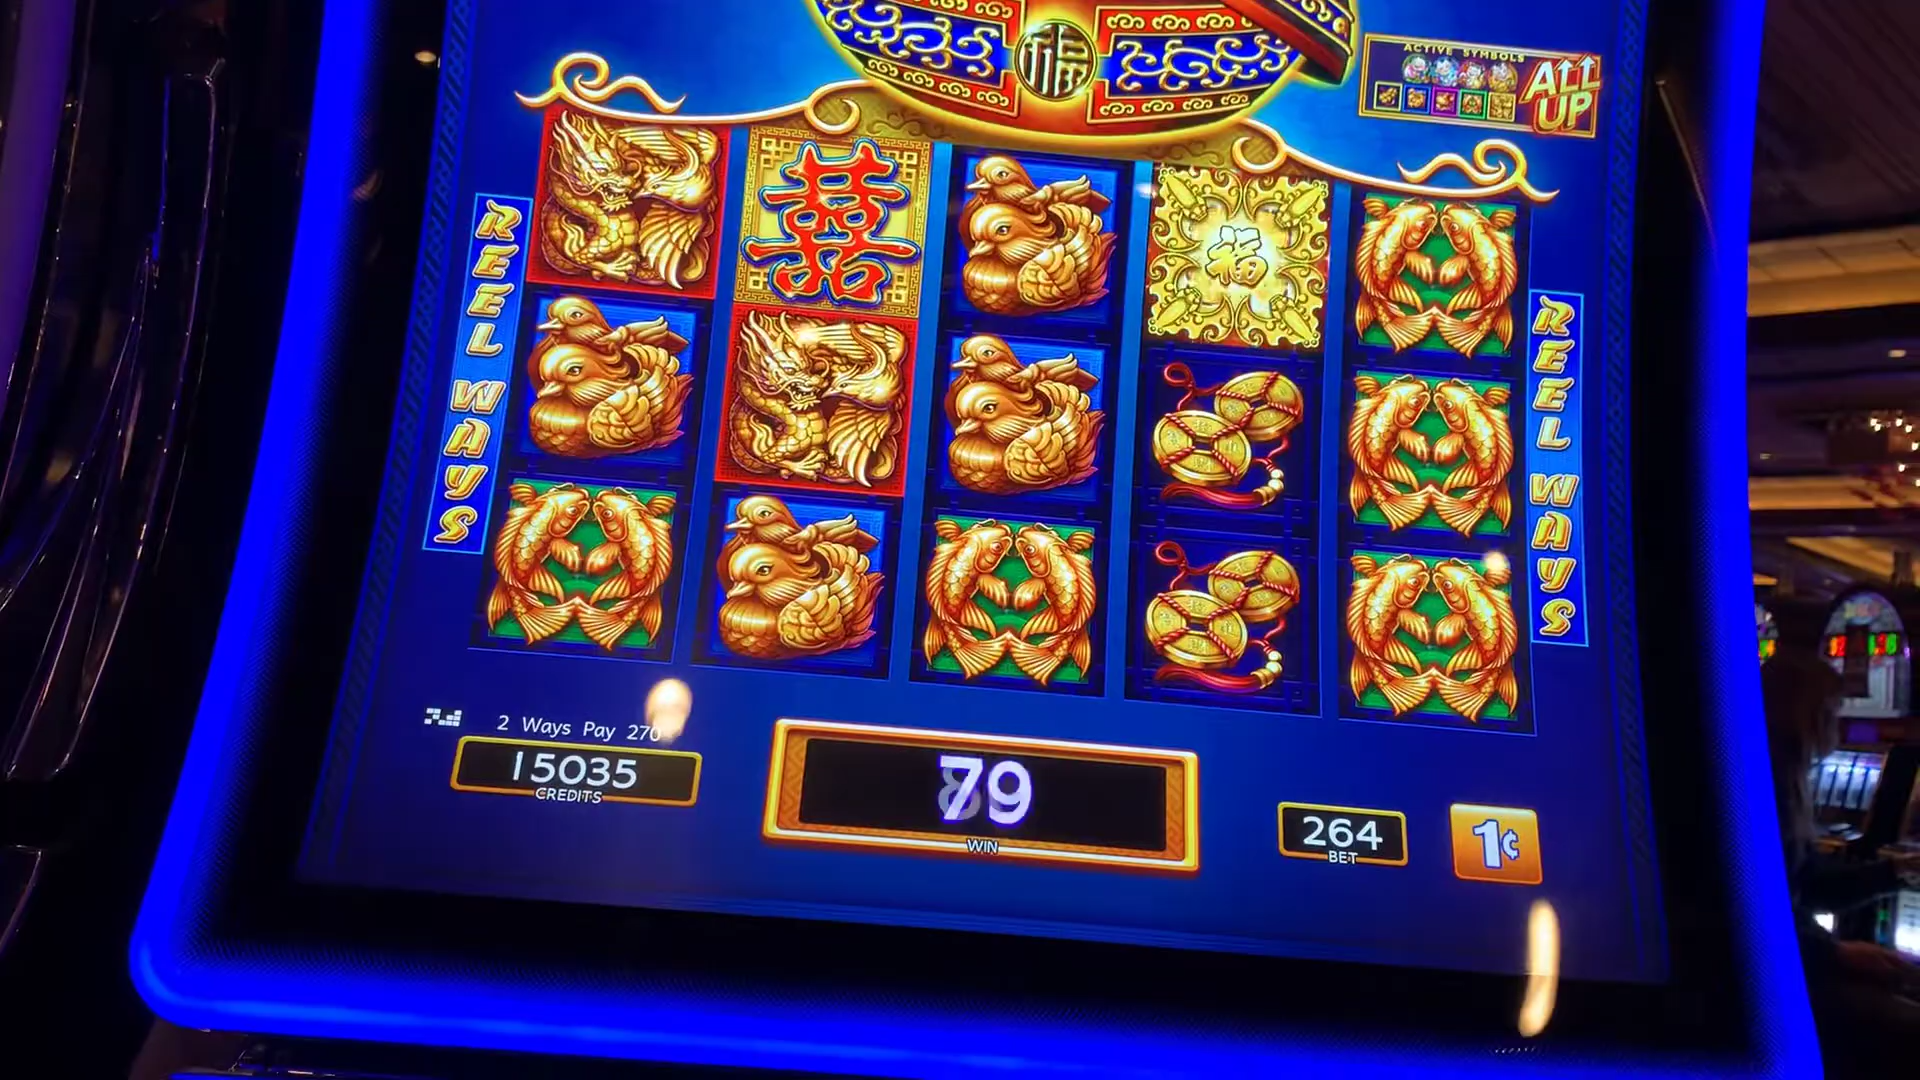 福
ACTIVE SYMBOLS
ALL
UP
囍
福
REEL WAYS
REEL WAYS
2 Ways Pay 270
15035
CREDITS
79
WIN
264
BET
1¢